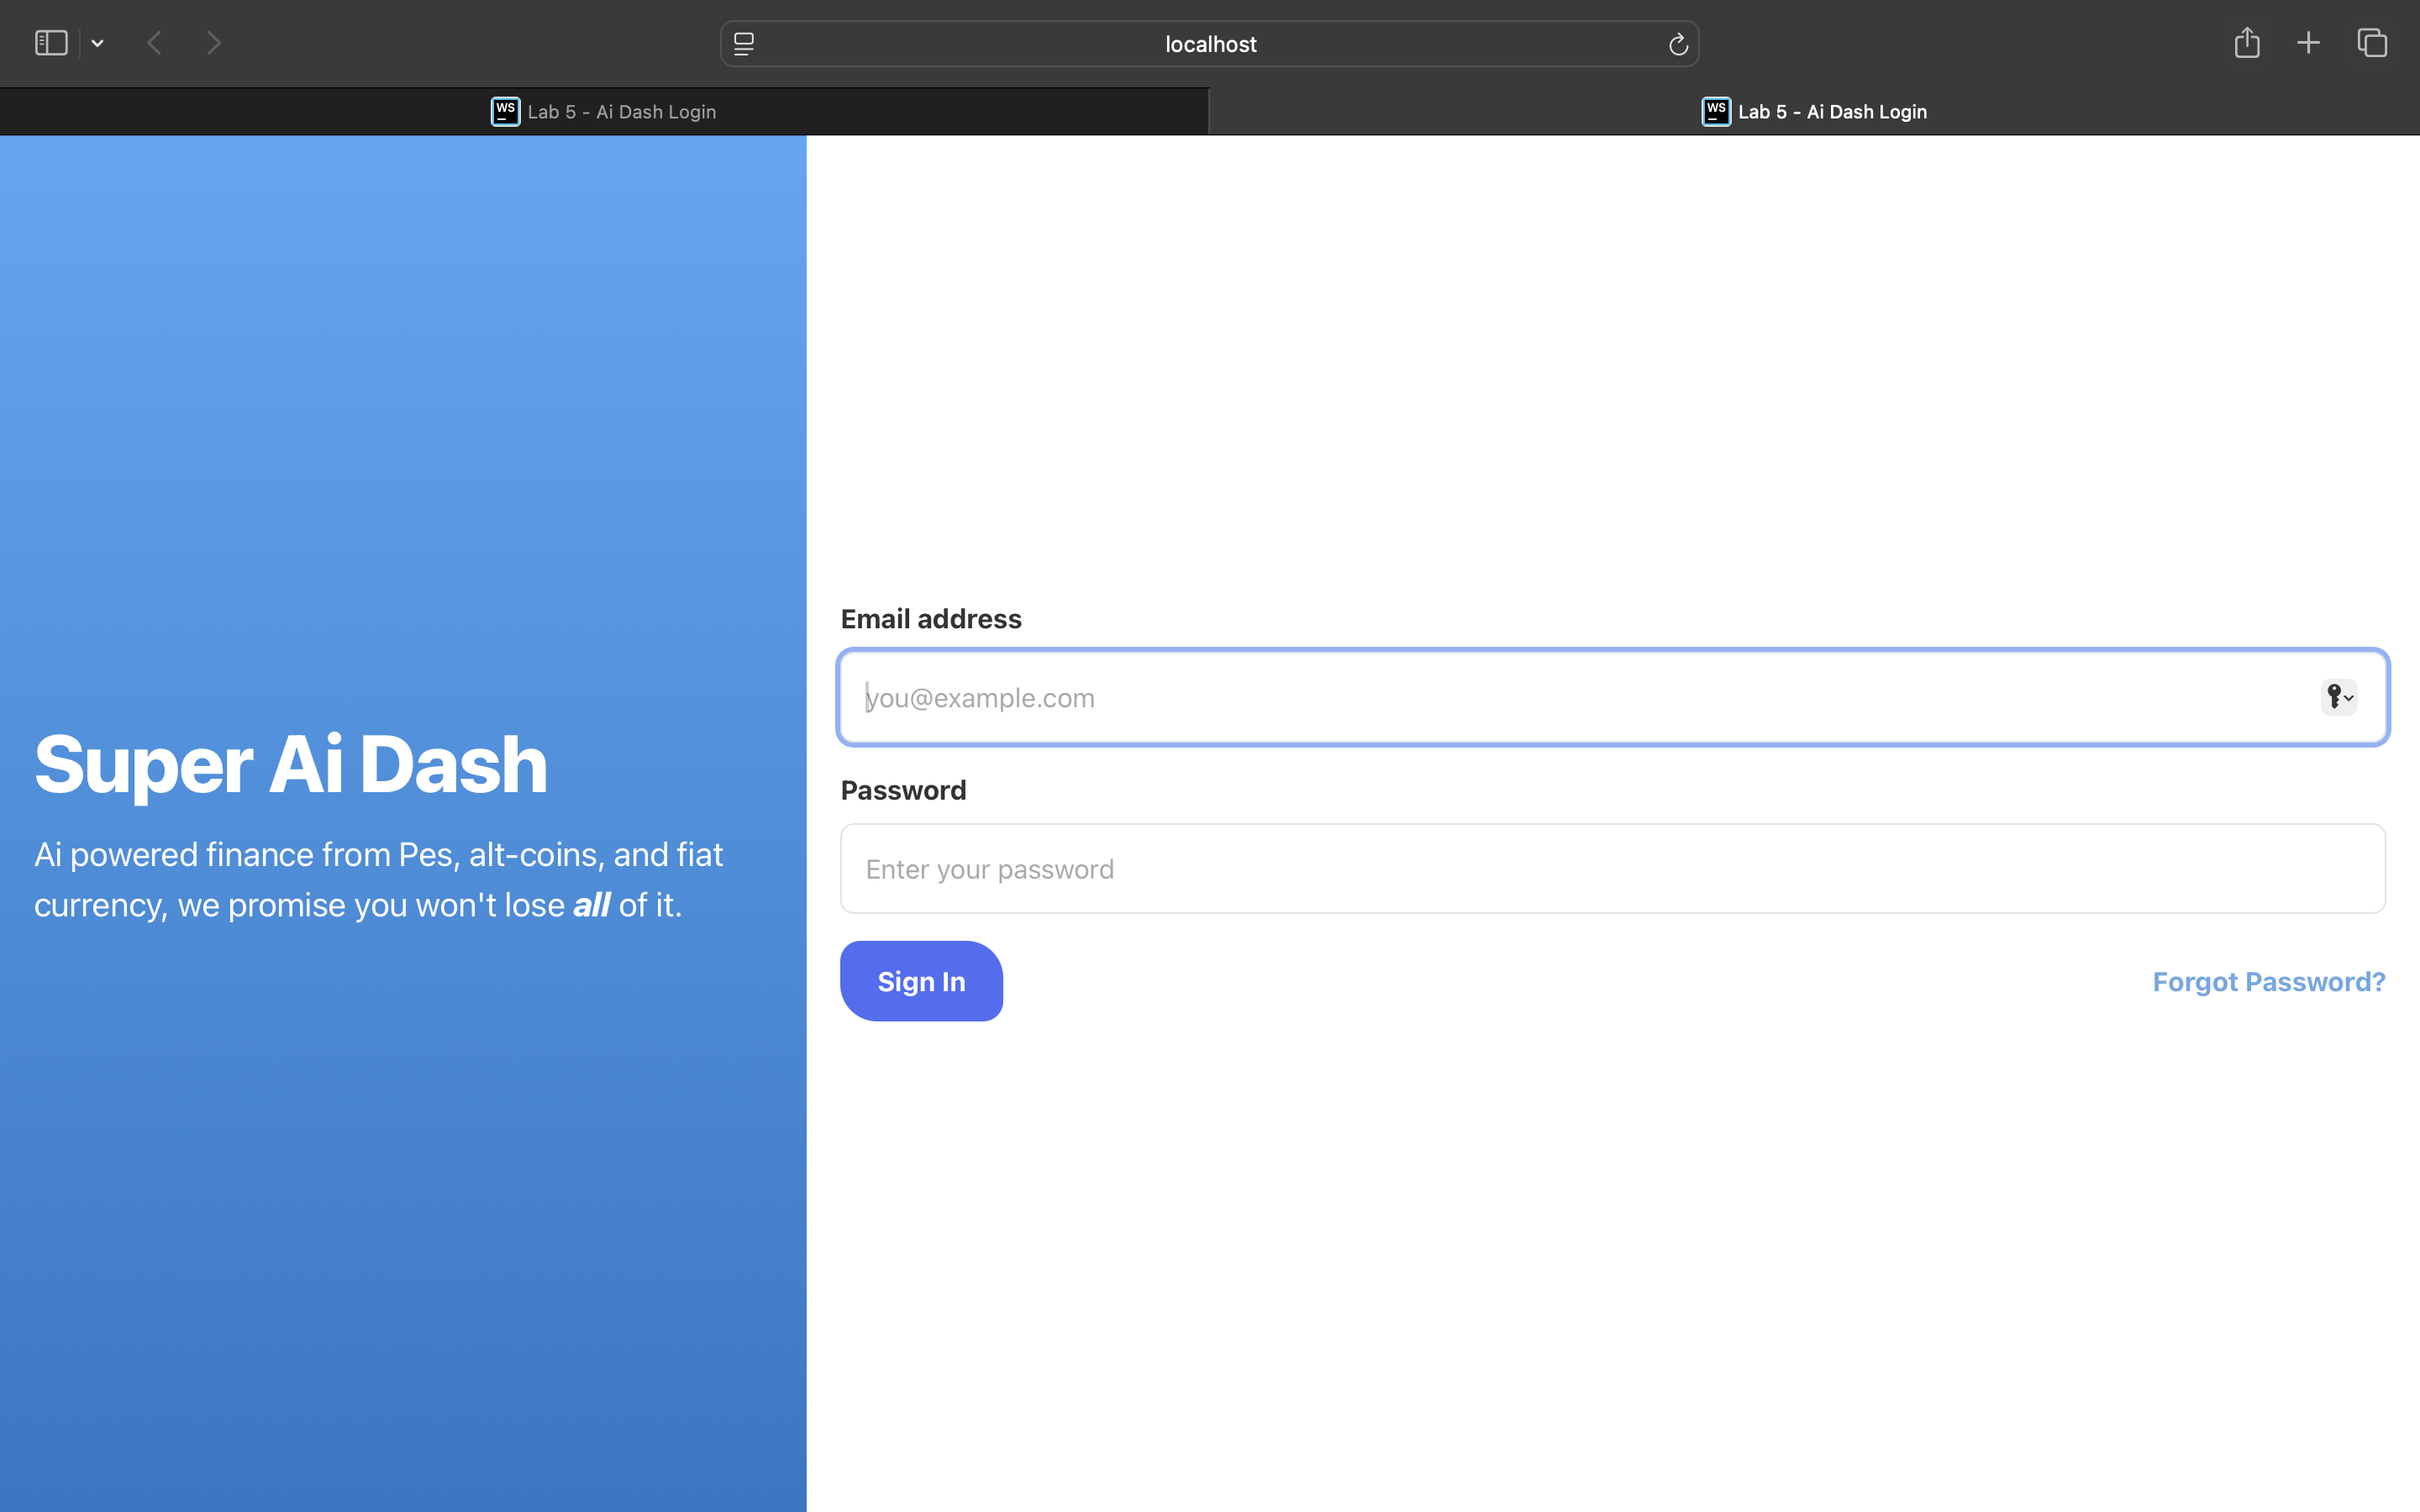 localhost
WS Lab 5 - Ai Dash Login
WS Lab 5 - Ai Dash Login
Super Ai Dash
Ai powered finance from Pes, alt-coins, and fiat
currency, we promise you won't lose all of it.
Email address
you@example.com
Password
Enter your password
Sign In
Forgot Password?